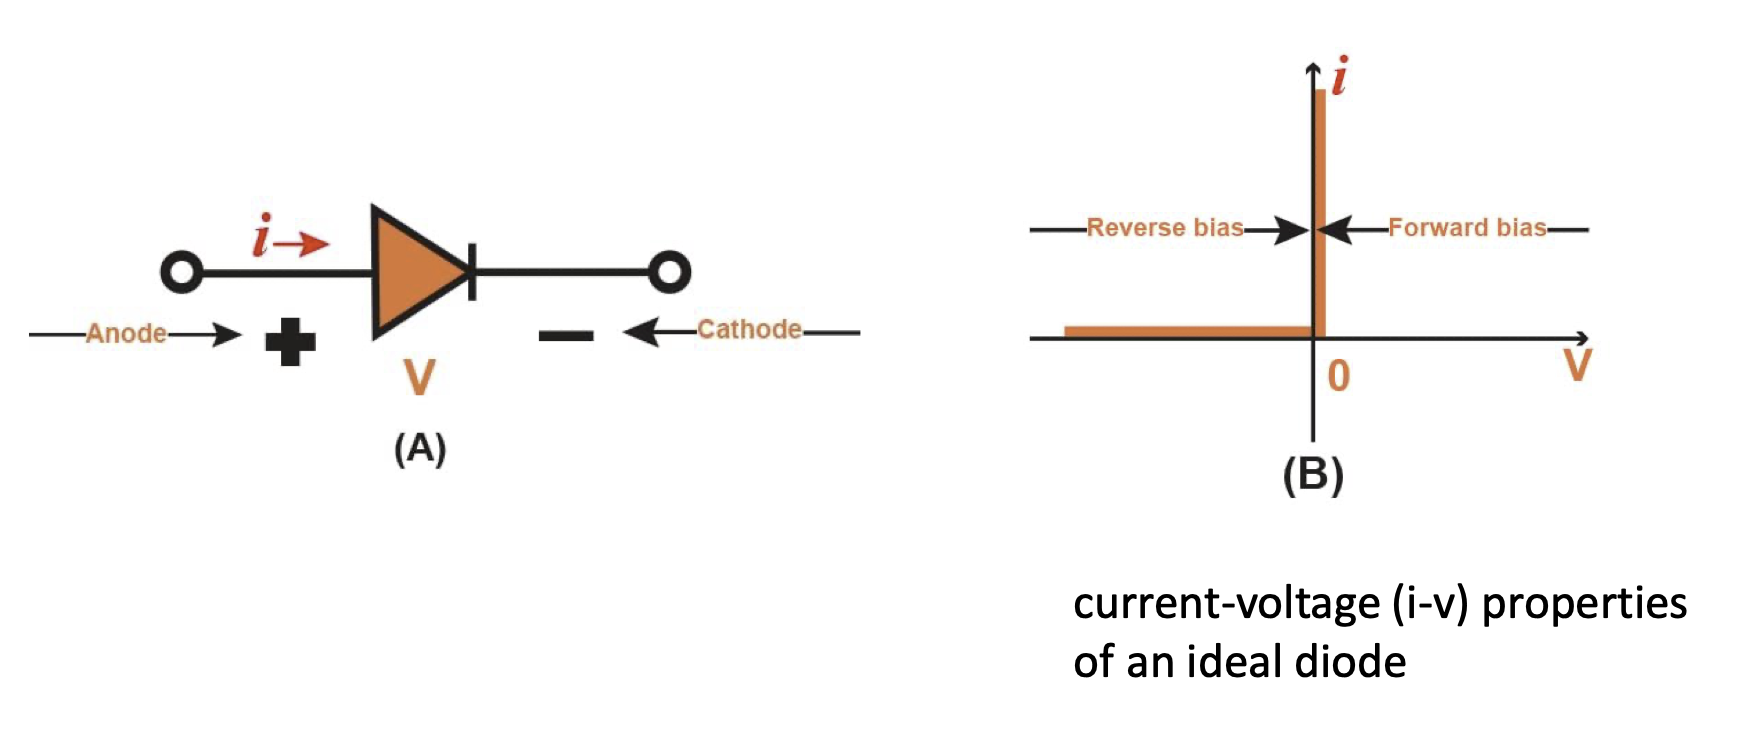 i
Anode
+
V
−
Cathode
(A)
i
Reverse bias
Forward bias
0
V
(B)
current-voltage (i-v) properties
of an ideal diode